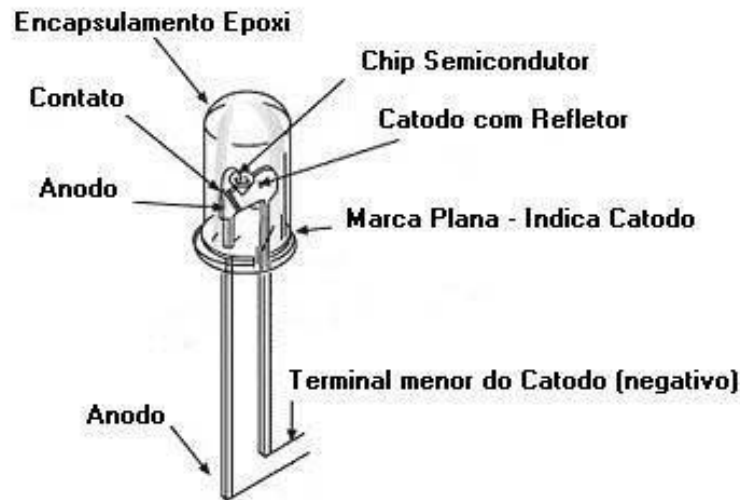 Encapsulamento Epoxi
Chip Semicondutor
Contato
Catodo com Refletor
Anodo
Marca Plana - Indica Catodo
Terminal menor do Catodo (negativo)
Anodo